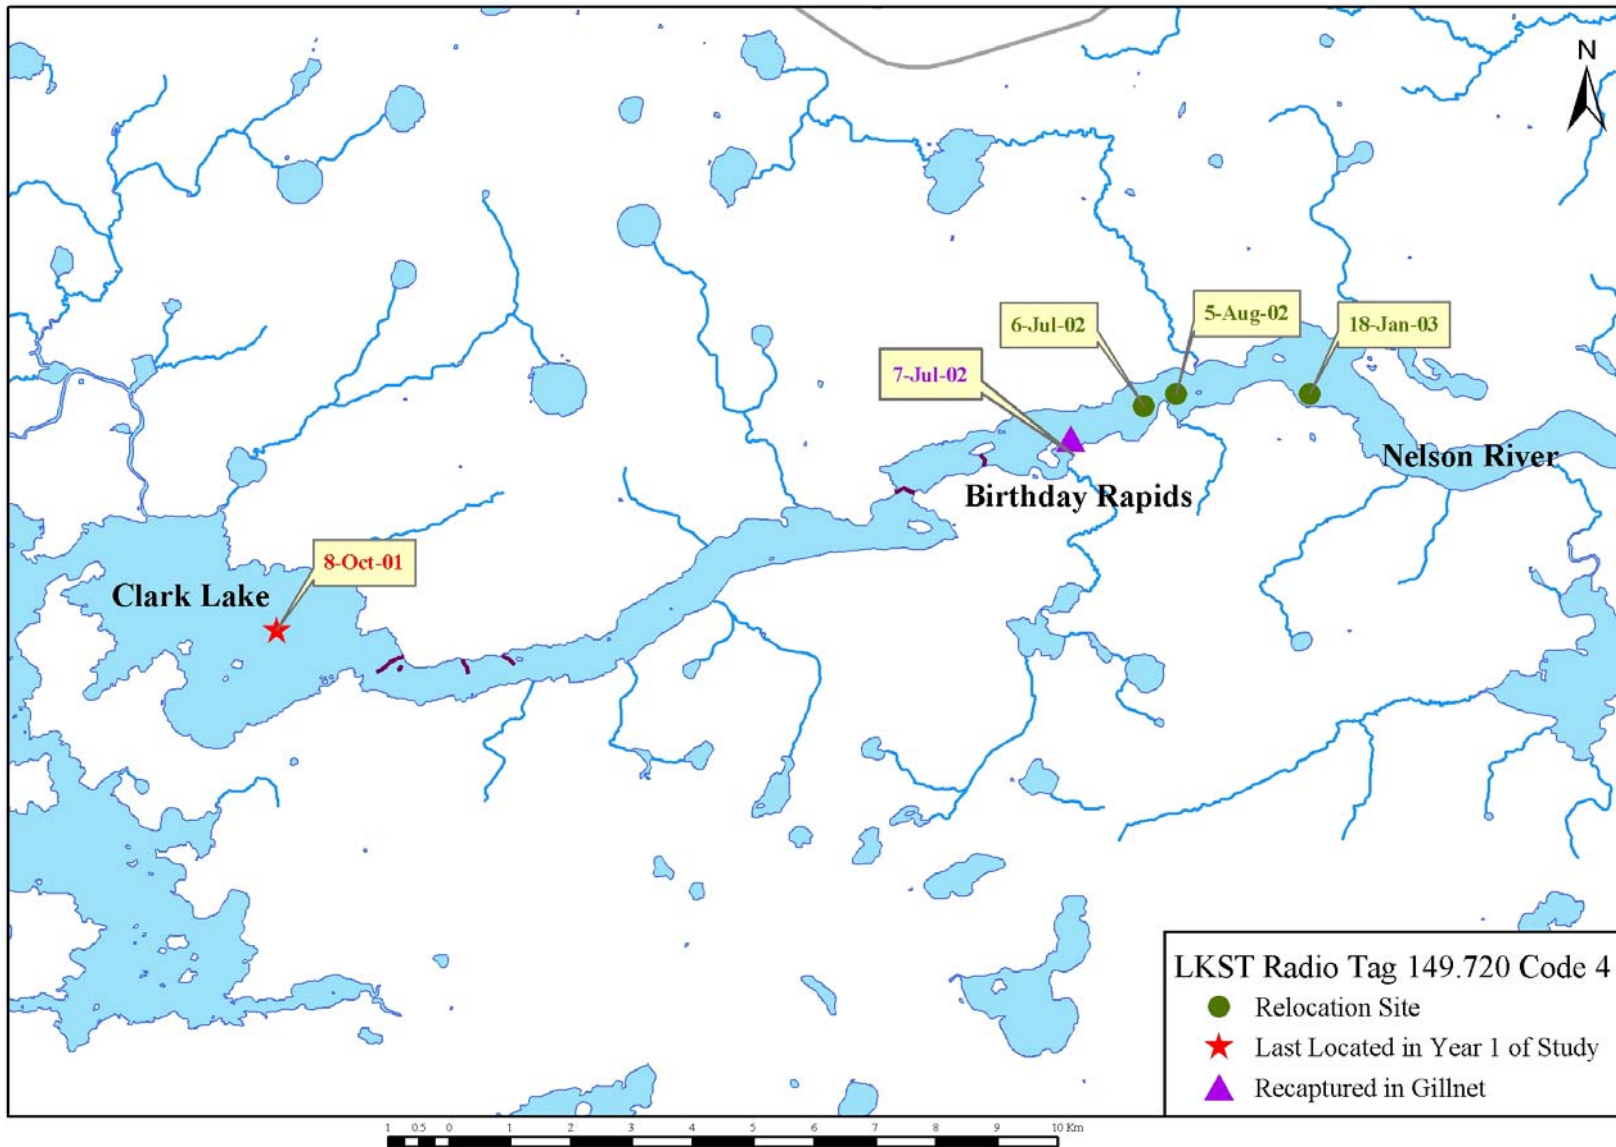 N
6-Jul-02
5-Aug-02
18-Jan-03
7-Jul-02
Nelson River
Birthday Rapids
8-Oct-01
Clark Lake
LKST Radio Tag 149.720 Code 4
Relocation Site
Last Located in Year 1 of Study
Recaptured in Gillnet
1 0.5 0 1 2 3 4 5 6 7 8 9 10 Km